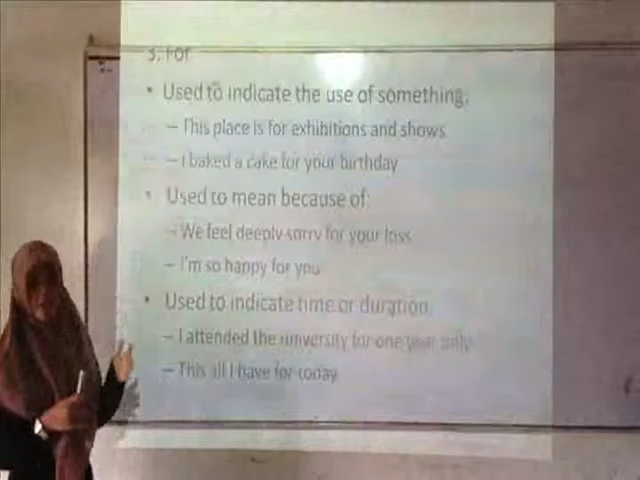 3. For
• Used to indicate the use of something.
– This place is for exhibitions and shows
– I baked a cake for your birthday
• Used to mean because of:
– We feel deeply sorry for your loss
– I'm so happy for you
• Used to indicate time or duration.
– I attended the university for one year only
– This all I have for today